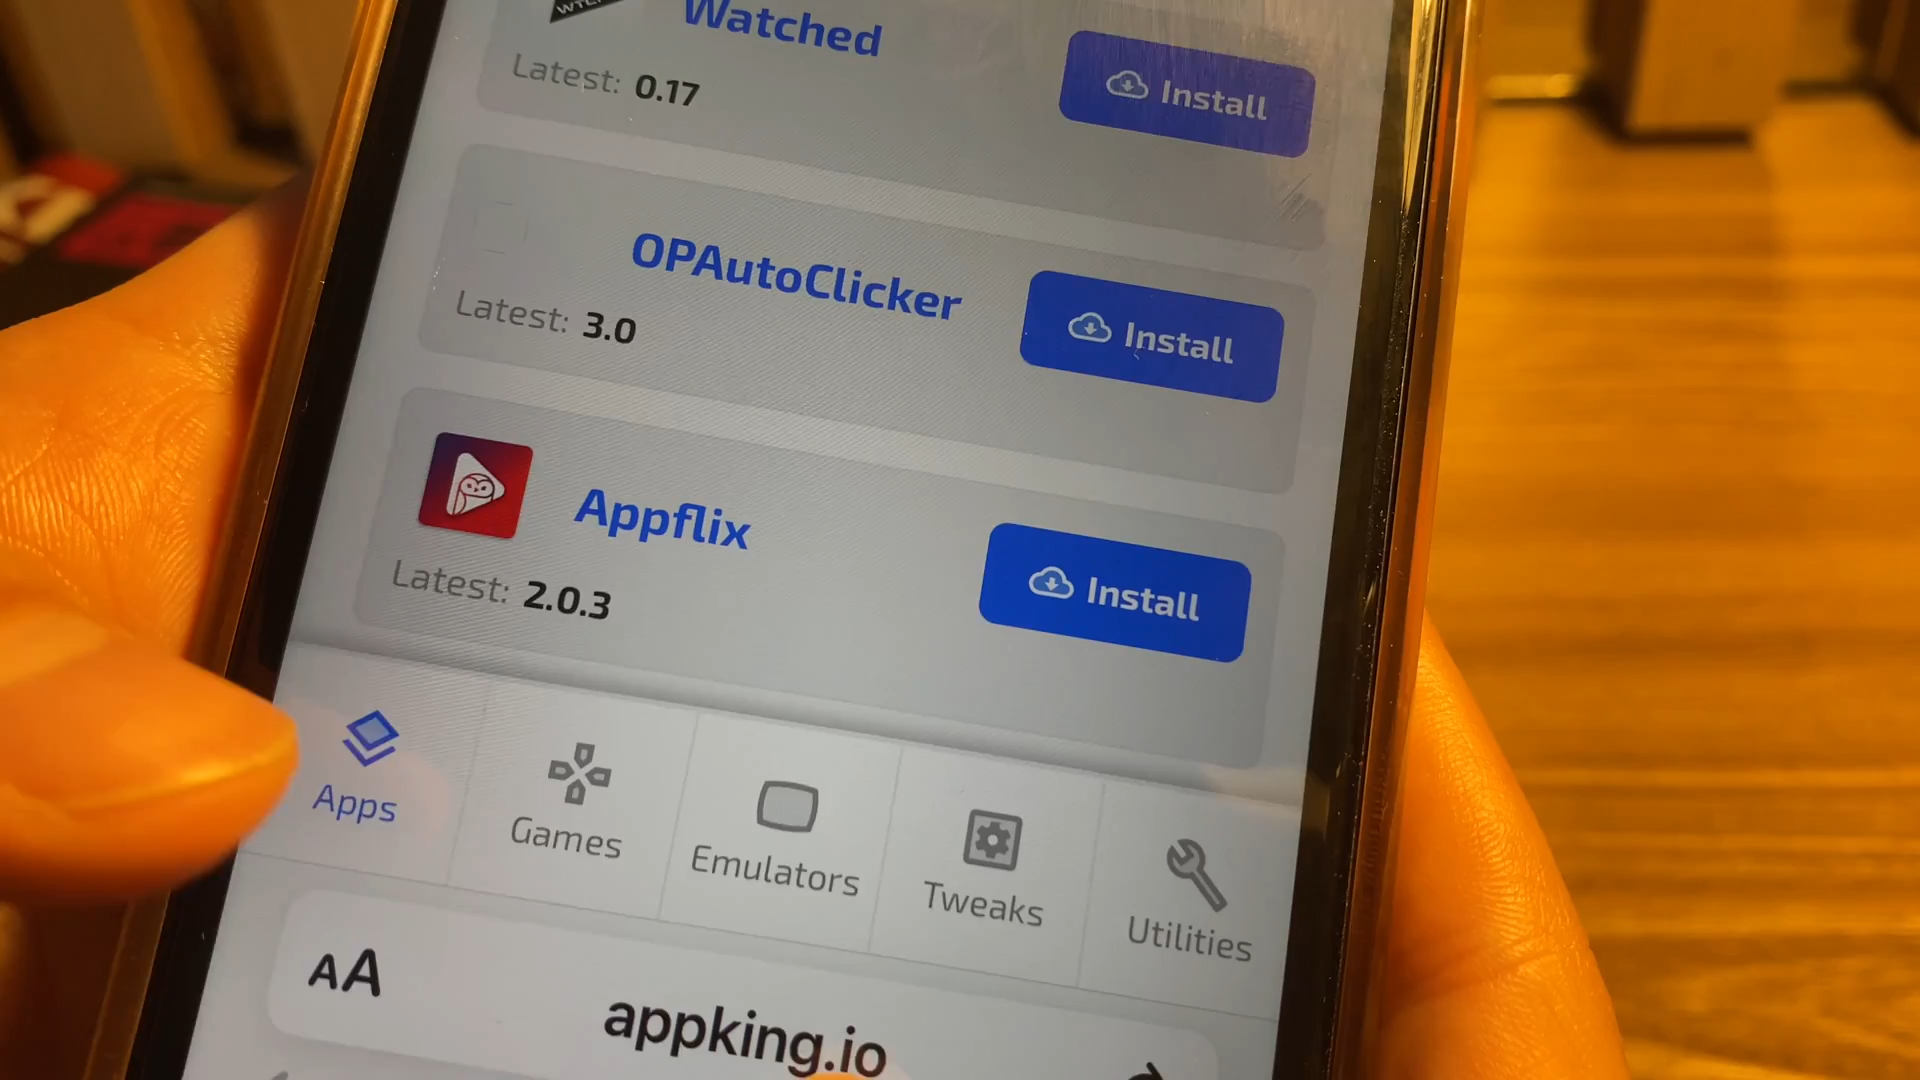 Watched
Latest: 0.17
Install
OPAutoClicker
Latest: 3.0
Install
Appflix
Latest: 2.0.3
Install
Apps
Games
Emulators
Tweaks
Utilities
AA
appking.io